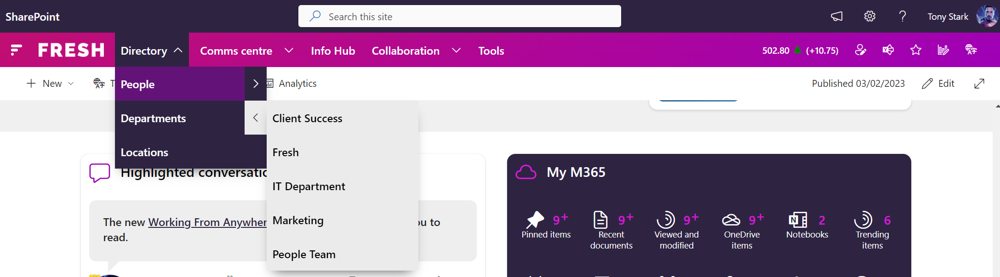 SharePoint
Search this site
Tony Stark
FRESH
Directory
Comms centre
Info Hub
Collaboration
Tools
502.80
(+10.75)
New
T
Analytics
Published 03/02/2023
Edit
People
Departments
Locations
Client Success
Fresh
IT Department
Marketing
People Team
Highlighted
The new Working From
to
read.
My M365
9+
Pinned items
9+
Recent
documents
9+
Viewed and
modified
9+
OneDrive
items
2
Notebooks
6
Trending
items